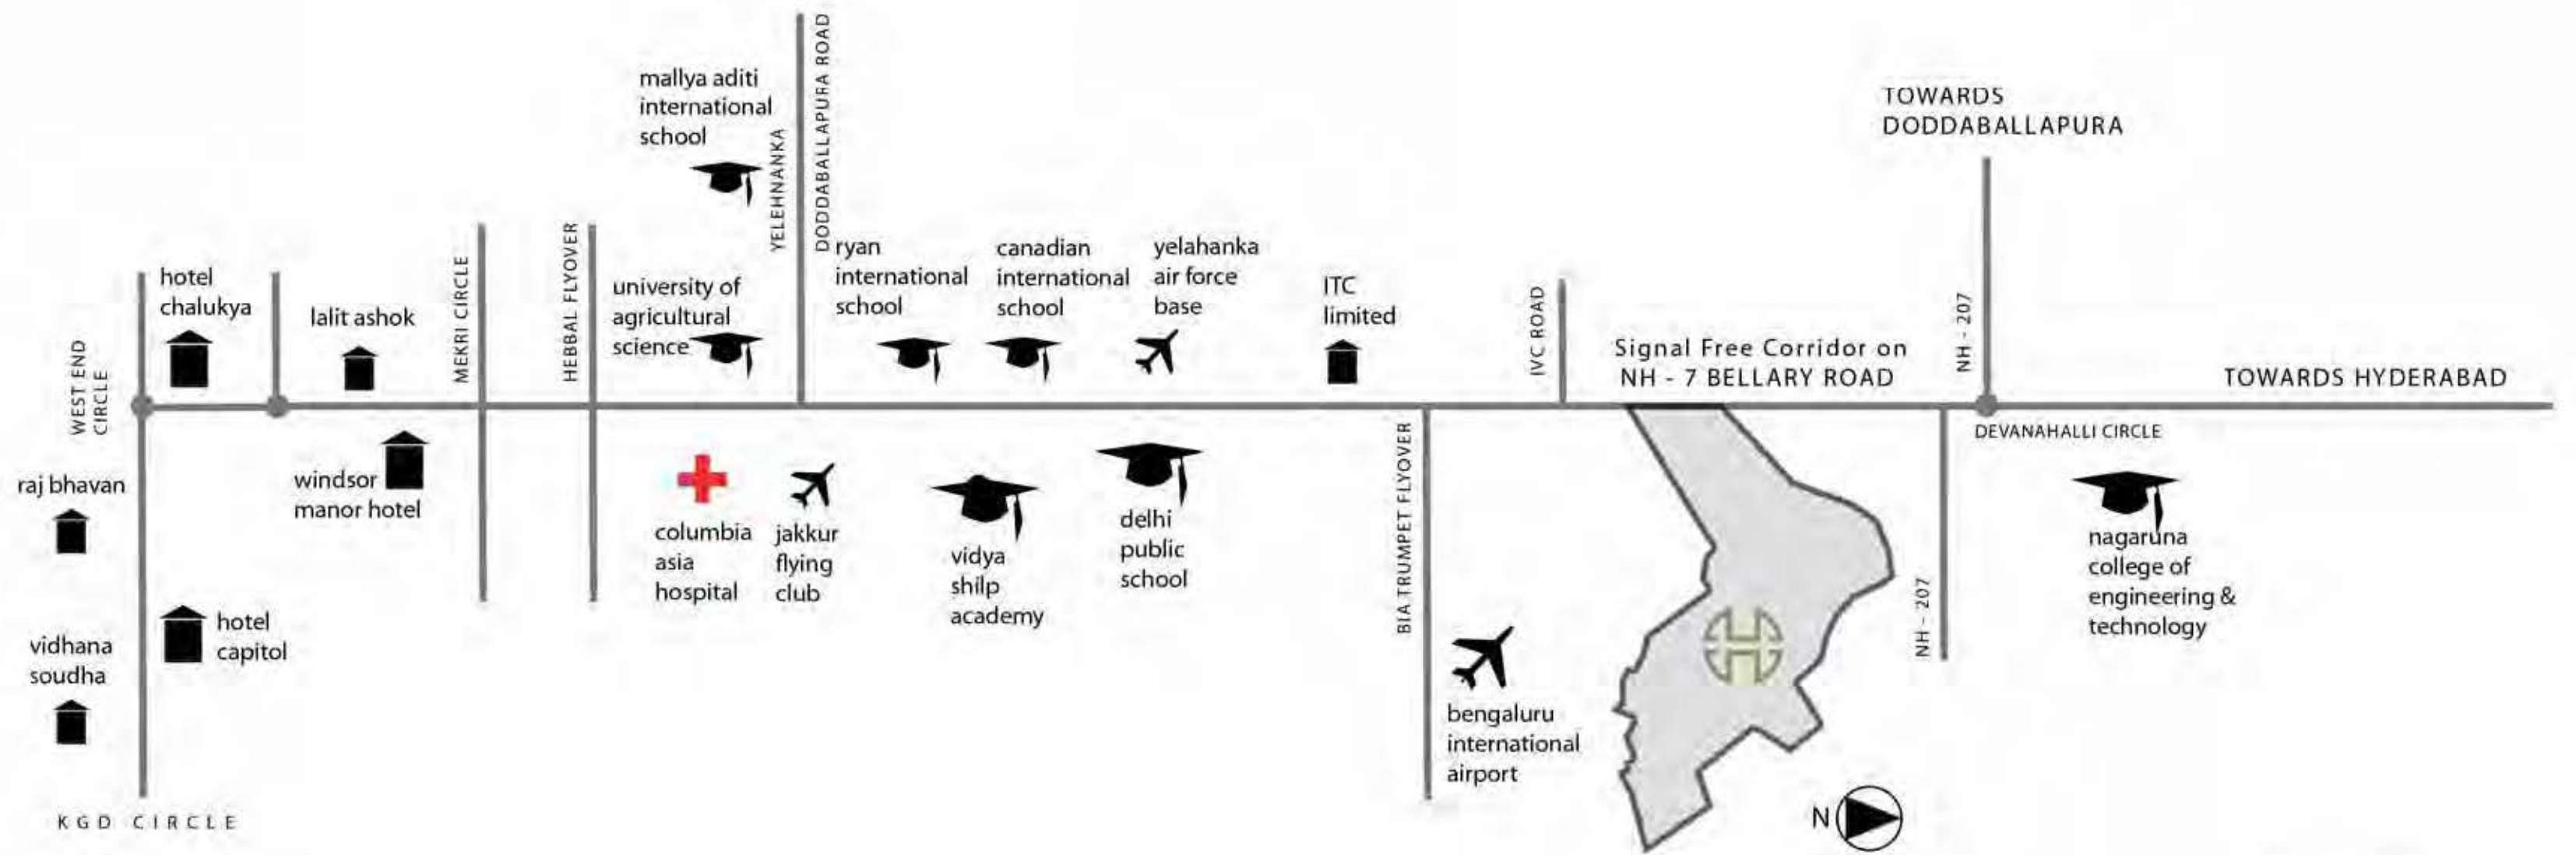 mallya aditi
international
school
YELEHNANKA
DODDABALLAPURA ROAD
TOWARDS
DODDABALLAPURA
hotel
chalukya
lalit ashok
MEKRI CIRCLE
HEBBAL FLYOVER
university of
agricultural
science
ryan
international
school
canadian
international
school
yelahanka
air force
base
ITC
limited
IVC ROAD
Signal Free Corridor on
NH - 7 BELLARY ROAD
NH - 207
TOWARDS HYDERABAD
WEST END
CIRCLE
DEVANAHALLI CIRCLE
raj bhavan
windsor
manor hotel
columbia
asia
hospital
jakkur
flying
club
vidya
shilp
academy
delhi
public
school
BIA TRUMPET FLYOVER
NH - 207
nagaruna
college of
engineering &
technology
vidhana
soudha
hotel
capitol
bengaluru
international
airport
KGD CIRCLE
N